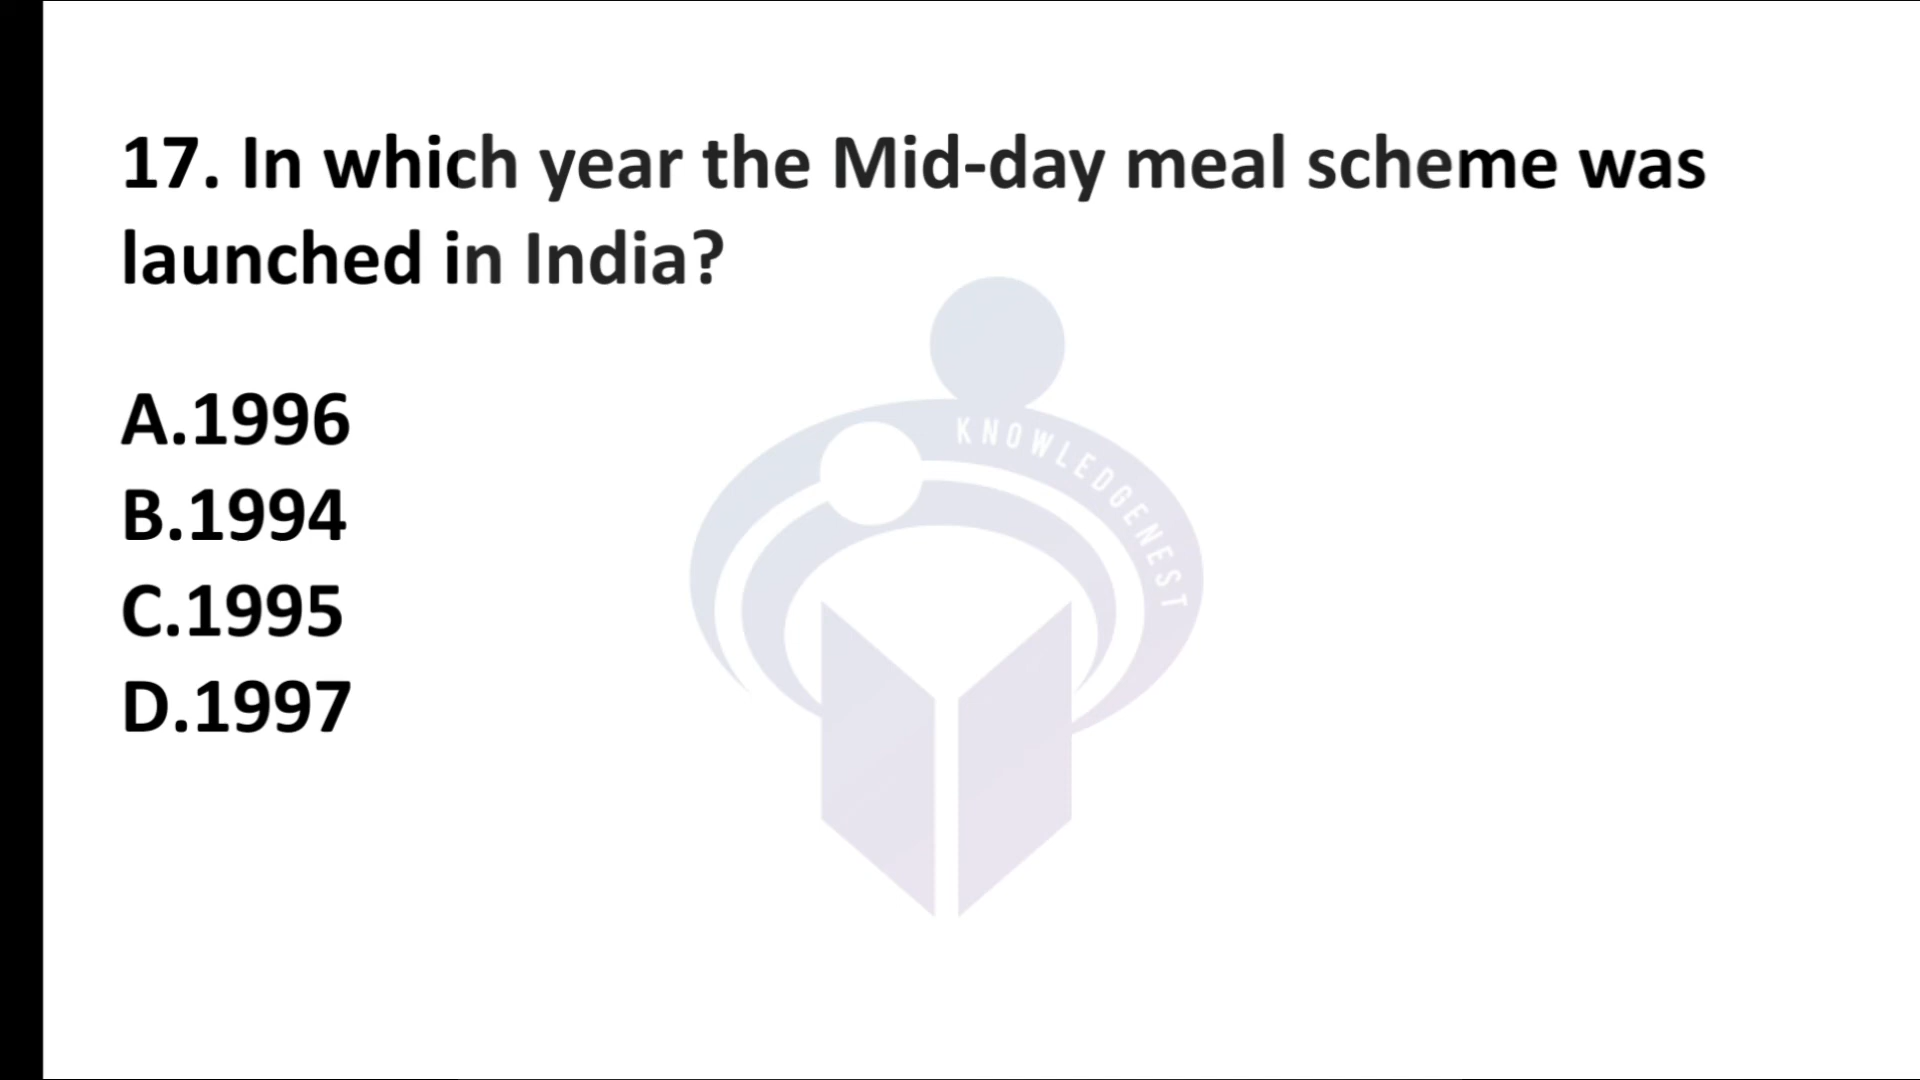 17. In which year the Mid-day meal scheme was
launched in India?
KNOWLEDGENEST
A.1996
B.1994
C.1995
D.1997